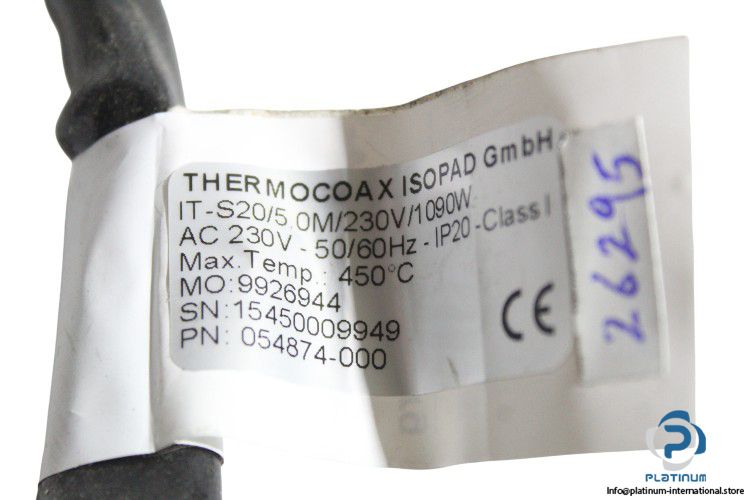 THERMOCOAX ISOPAD GmbH
IT-S20/5.0M/230V/1090W
AC 230V - 50/60Hz - IP20 -Class I
Max.Temp.: 450°C
MO:9926944
SN:15450009949
PN: 054874-000
CE
26295
PLATINUM
Info@platinum-international.store